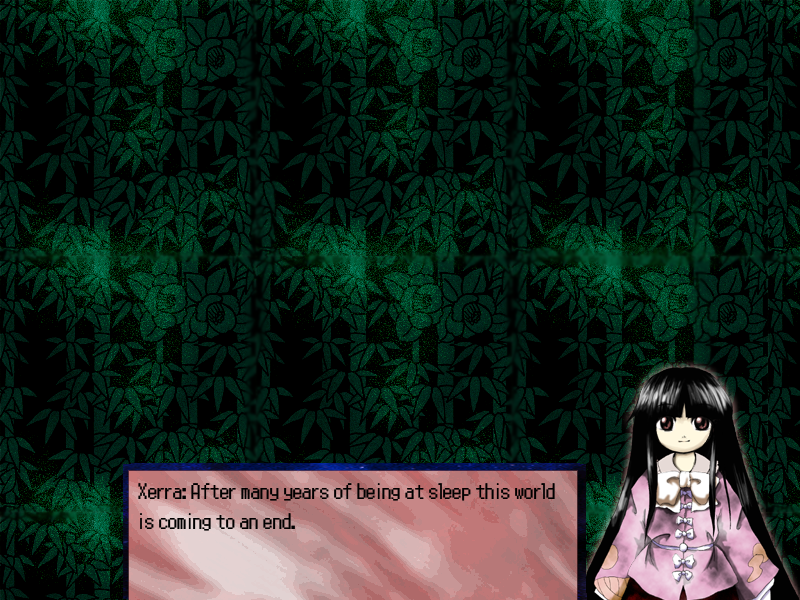 Xerra: After many years of being at sleep this world
is coming to an end.